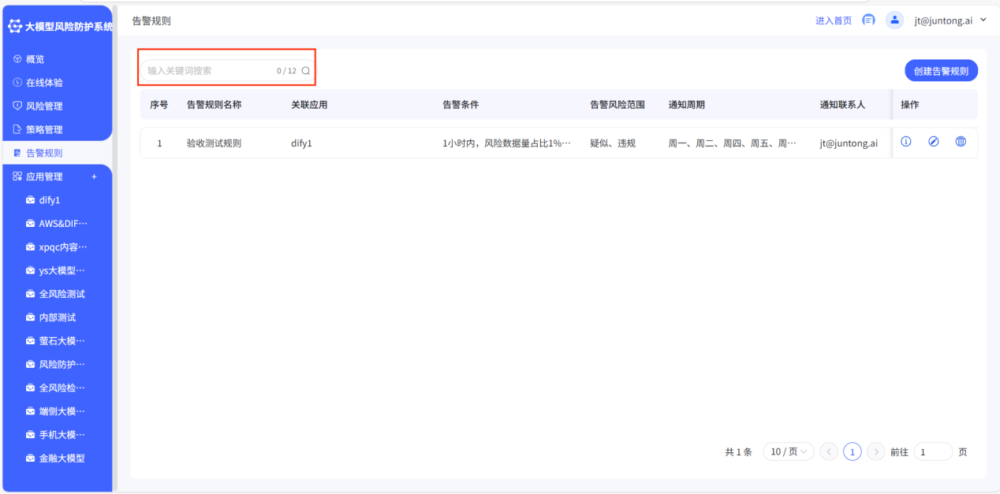 大模型风险防护系统
告警规则
进入首页
jt@juntong.ai
概览
在线体验
风险管理
策略管理
告警规则
应用管理 +
dify1
AWS&DIF···
xpqc内容···
ys大模型···
全风险测试
内部测试
萤石大模···
风险防护···
全风险检···
端侧大模···
手机大模···
金融大模型
输入关键词搜索 0 / 12
创建告警规则
序号 告警规则名称 关联应用 告警条件 告警风险范围 通知周期 通知联系人 操作
1 验收测试规则 dify1 1小时内，风险数据量占比1%··· 疑似、违规 周一、周二、周四、周五、周··· jt@juntong.ai
共 1 条 10 / 页 1 前往 1 页